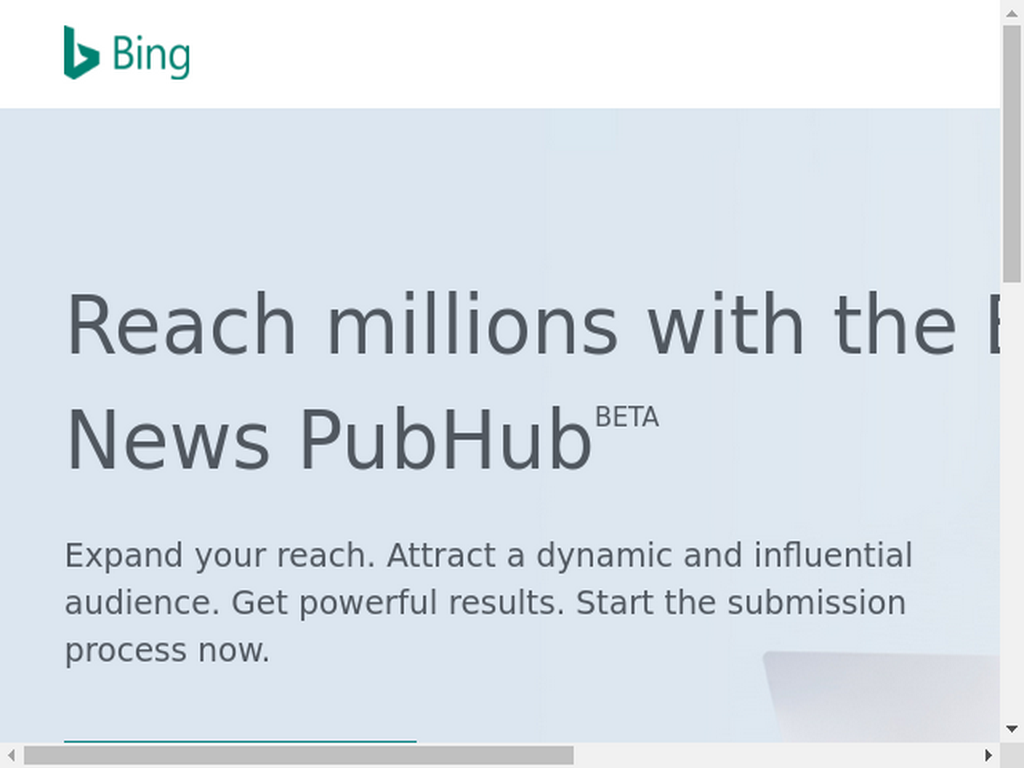 Bing
Reach millions with the
News PubHub BETA
Expand your reach. Attract a dynamic and influential
audience. Get powerful results. Start the submission
process now.